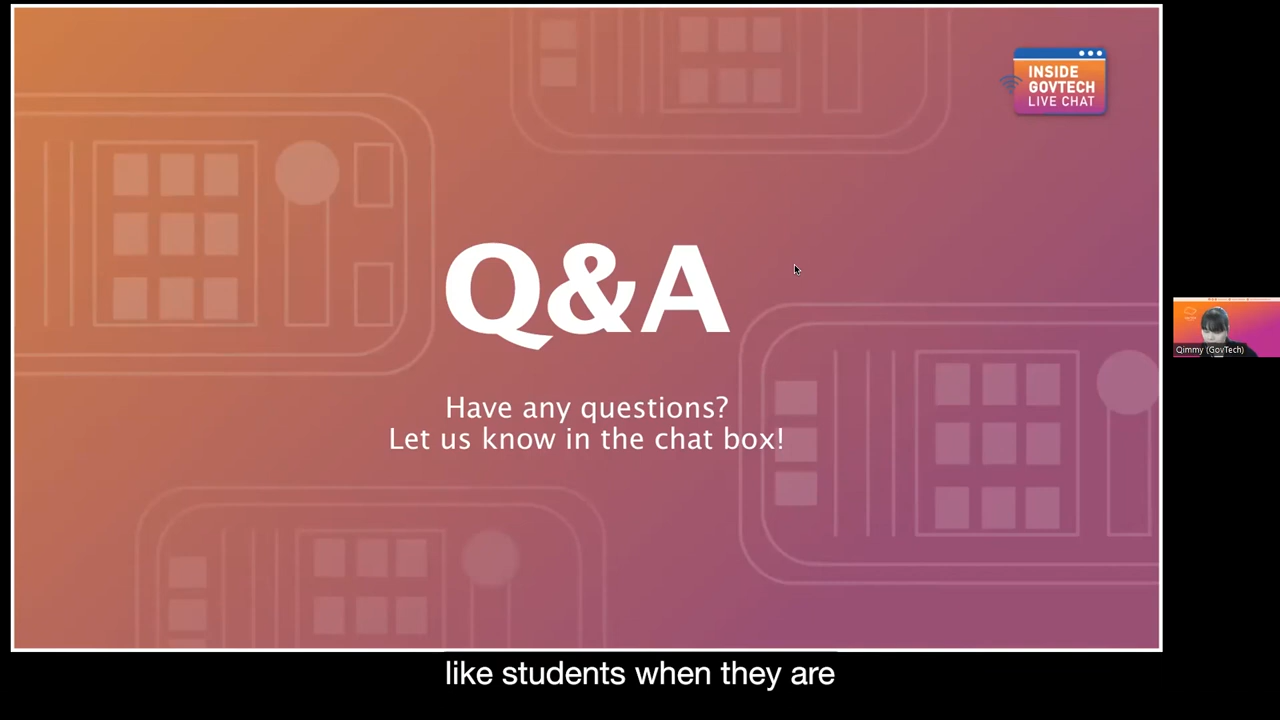 INSIDE
GOVTECH
LIVE CHAT
Q&A
Have any questions?
Let us know in the chat box!
Qimmy (GovTech)
like students when they are